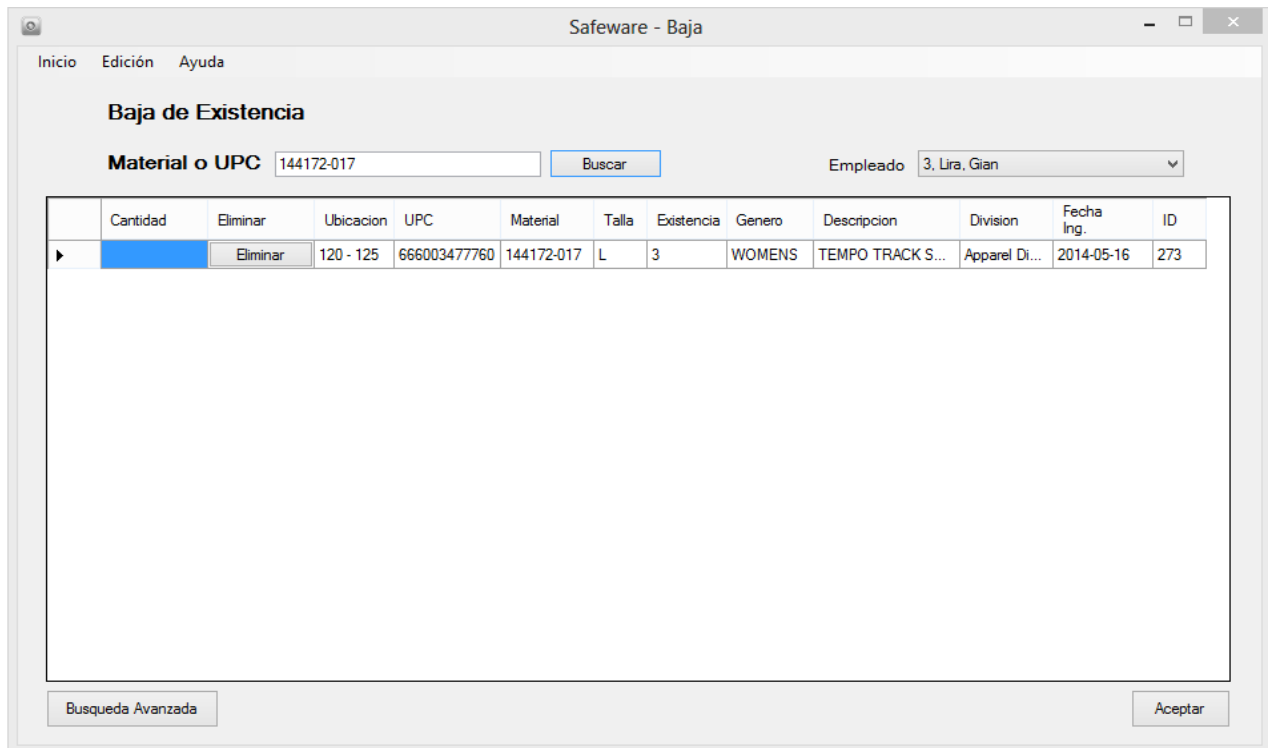 Safeware - Baja
Inicio Edición Ayuda
Baja de Existencia
Material o UPC 144172-017 Buscar Empleado 3, Lira, Gian
Cantidad Eliminar Ubicacion UPC Material Talla Existencia Genero Descripcion Division Fecha Ing. ID
Eliminar 120 - 125 666003477760 144172-017 L 3 WOMENS TEMPO TRACK S... Apparel Di... 2014-05-16 273
Busqueda Avanzada Aceptar